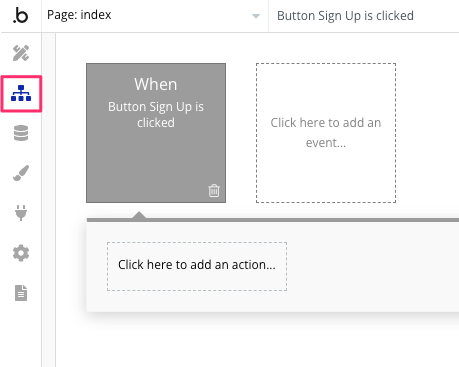 .b
Page: index
Button Sign Up is clicked
When
Button Sign Up is
clicked
Click here to add an
event...
Click here to add an action...